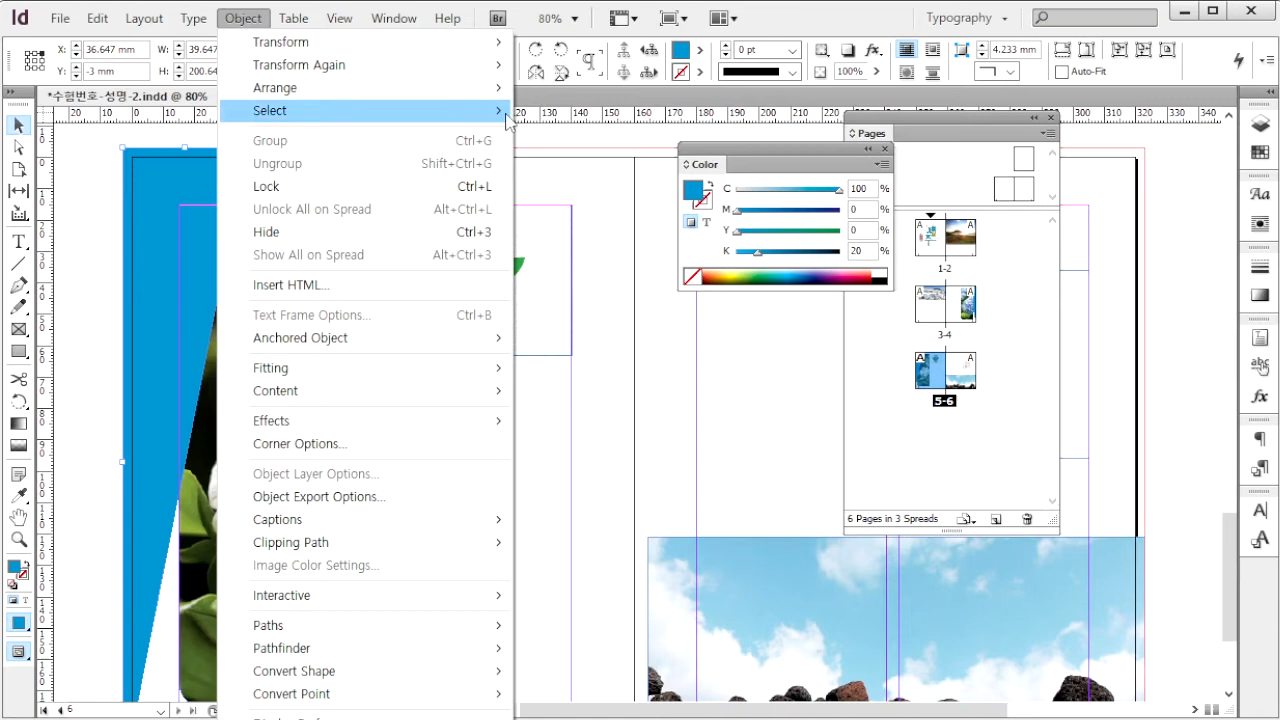 Id File Edit Layout Type Object Table View Window Help Br 80% Typography
X: 36.647 mm W: 39.647 0 pt 4.233 mm
Y: -3 mm H: 200.64 100% Auto-Fit
*수험번호-성명-2.indd @ 80%
20 10 0 10 20 120 130 140 150 160 170 180 190 200 210 220 230 240 250 260 270 280 290 300 310 320 330 340
Transform
Transform Again
Arrange
Select
Group Ctrl+G
Ungroup Shift+Ctrl+G
Lock Ctrl+L
Unlock All on Spread Alt+Ctrl+L
Hide Ctrl+3
Show All on Spread Alt+Ctrl+3
Insert HTML...
Text Frame Options... Ctrl+B
Anchored Object
Fitting
Content
Effects
Corner Options...
Object Layer Options...
Object Export Options...
Captions
Clipping Path
Image Color Settings...
Interactive
Paths
Pathfinder
Convert Shape
Convert Point
Color
C 100 %
M 0 %
Y 0 %
K 20 %
Pages
A A
1-2
A A
3-4
A A
5-6
6 Pages in 3 Spreads
6